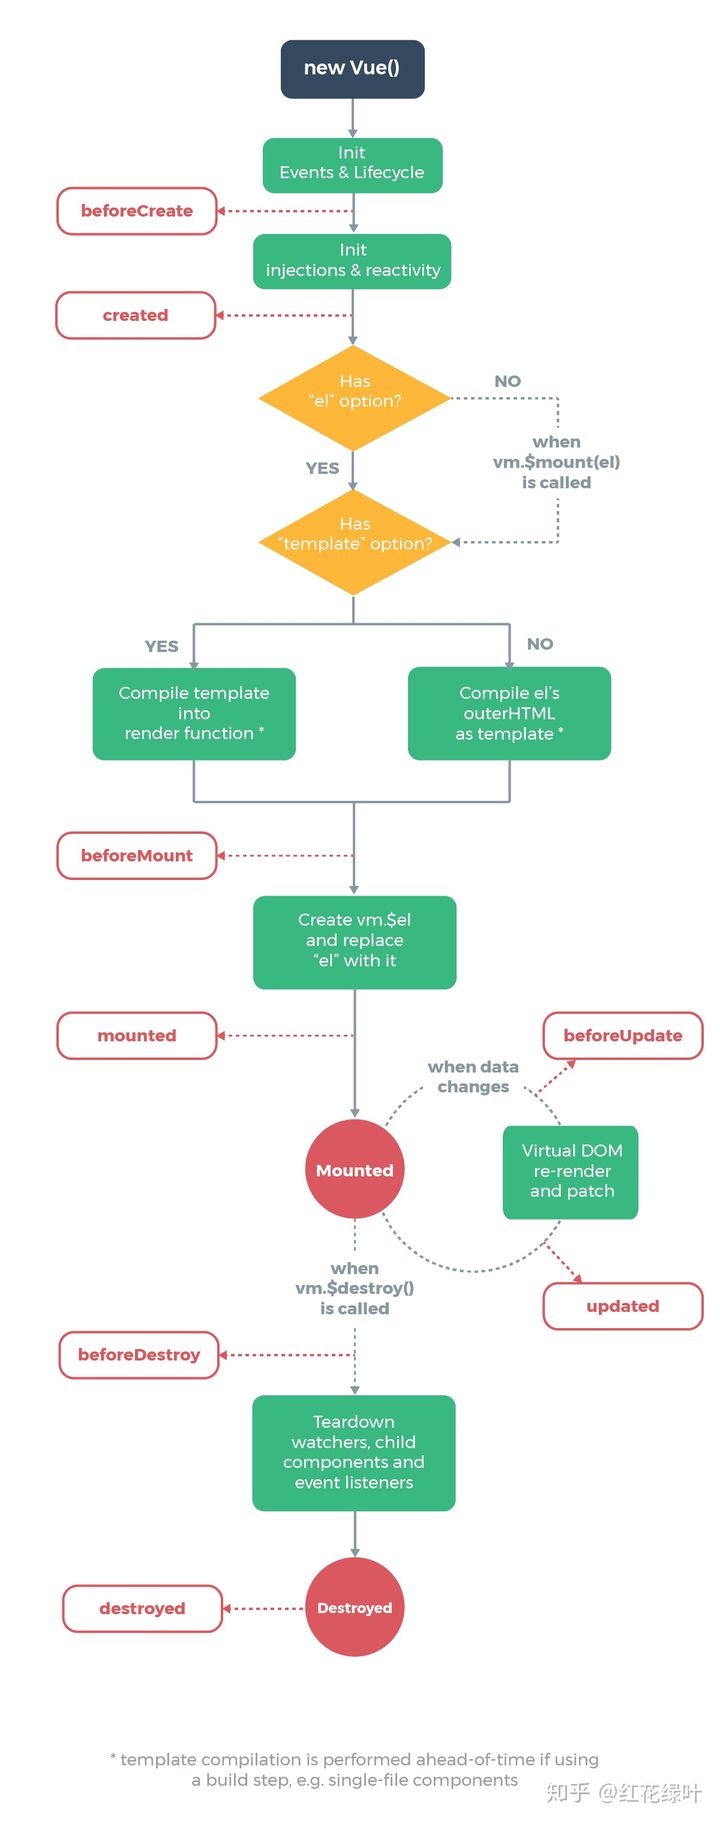 new Vue()
Init
Events & Lifecycle
beforeCreate
Init
injections & reactivity
created
Has
“el” option?
NO
when
vm.$mount(el)
is called
YES
Has
“template” option?
YES
NO
Compile template
into
render function *
Compile el’s
outerHTML
as template *
beforeMount
Create vm.$el
and replace
“el” with it
mounted
beforeUpdate
when data
changes
Mounted
Virtual DOM
re-render
and patch
when
vm.$destroy()
is called
updated
beforeDestroy
Teardown
watchers, child
components and
event listeners
destroyed
Destroyed
* template compilation is performed ahead-of-time if using
a build step, e.g. single-file components
知乎 @红花绿叶